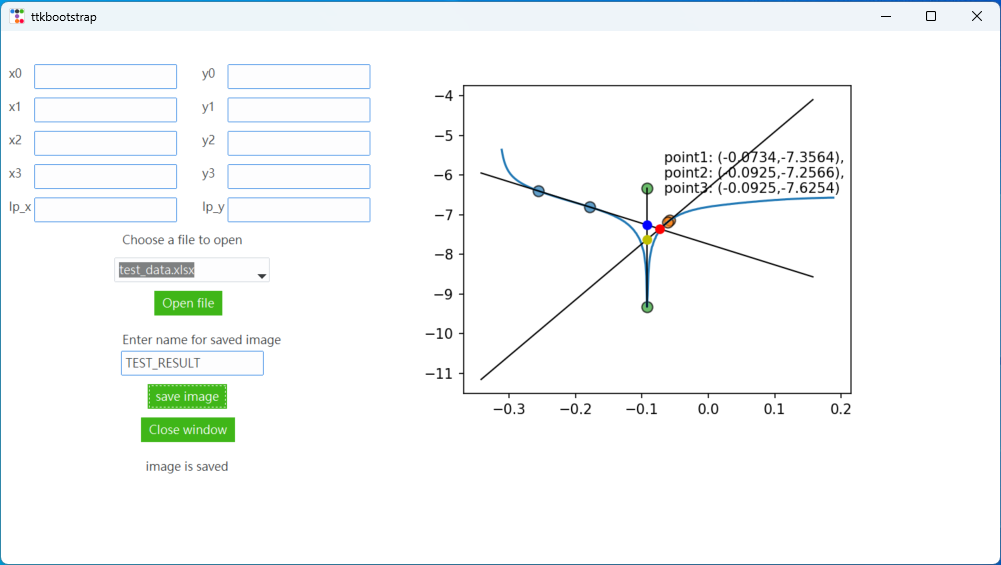 ttkbootstrap
x0 y0
x1 y1
x2 y2
x3 y3
lp_x lp_y
Choose a file to open
test_data.xlsx
Open file
Enter name for saved image
TEST_RESULT
save image
Close window
image is saved
−4
−5
−6
−7
−8
−9
−10
−11
point1: (-0.0734,-7.3564),
point2: (-0.0925,-7.2566),
point3: (-0.0925,-7.6254)
−0.3 −0.2 −0.1 0.0 0.1 0.2